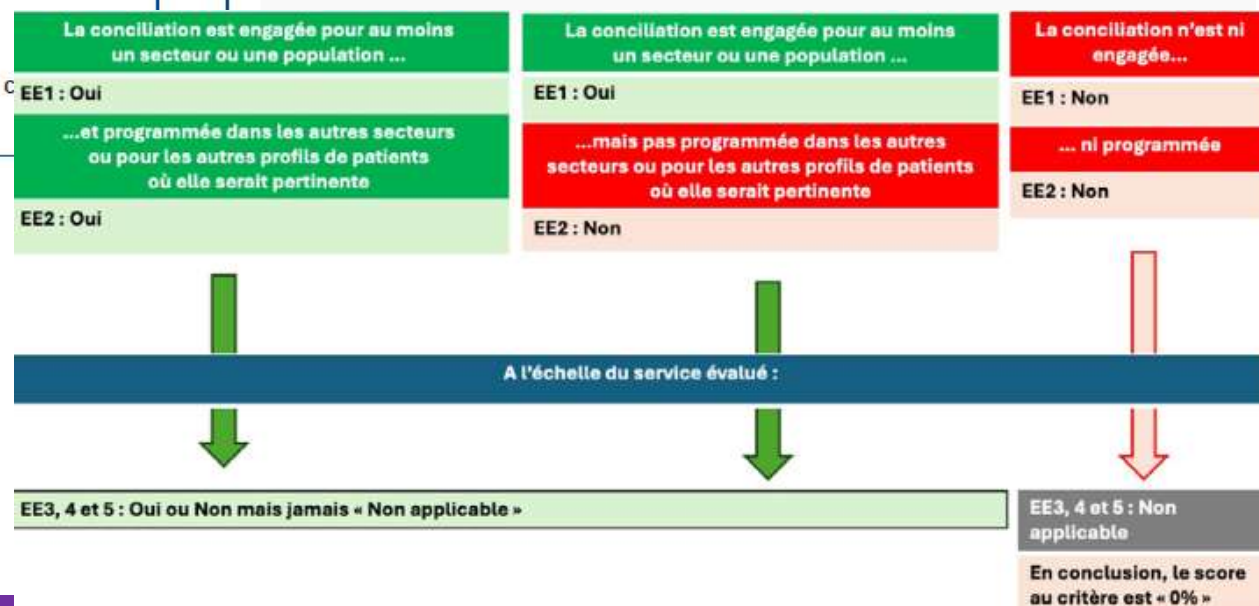 La conciliation est engagée pour au moins
un secteur ou une population ...
EE1 : Oui
...et programmée dans les autres secteurs
ou pour les autres profils de patients
où elle serait pertinente
EE2 : Oui
La conciliation est engagée pour au moins
un secteur ou une population ...
EE1 : Oui
...mais pas programmée dans les autres
secteurs ou pour les autres profils de patients
où elle serait pertinente
EE2 : Non
La conciliation n'est ni
engagée...
EE1 : Non
... ni programmée
EE2 : Non
A l'échelle du service évalué :
EE3, 4 et 5 : Oui ou Non mais jamais « Non applicable »
EE3, 4 et 5 : Non
applicable
En conclusion, le score
au critère est « 0% »